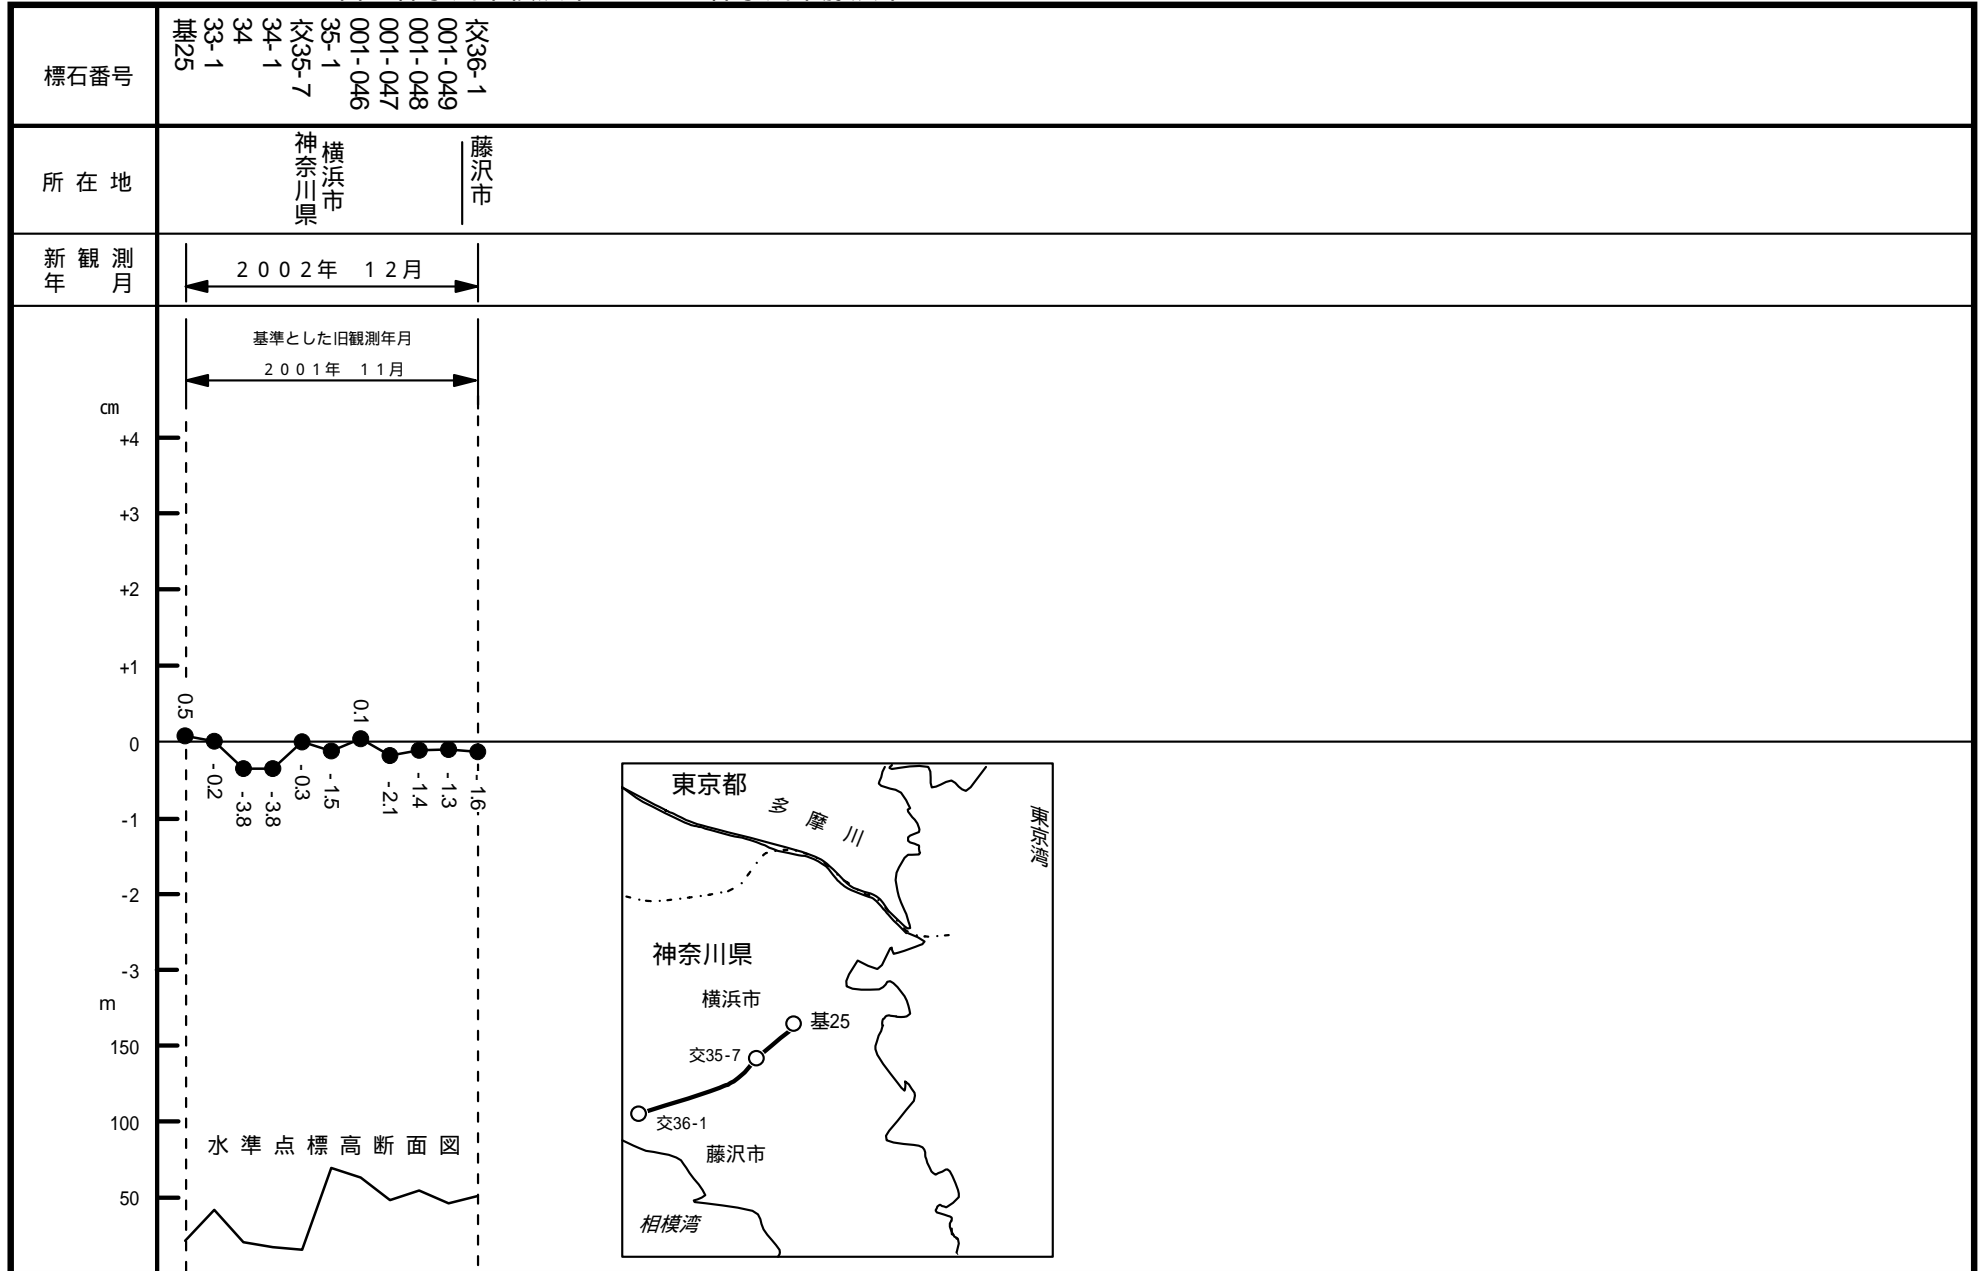 標石番号
基25
33-1
34
34-1
交35-7
35-1
001-046
001-047
001-048
001-049
交36-1
所在地
神奈川県
横浜市
藤沢市
新観測
年月
2002年 12月
基準とした旧観測年月
2001年 11月
cm
+4
+3
+2
+1
0
-1
-2
-3
0.5
-0.2
-3.8
-3.8
-0.3
-1.5
0.1
-2.1
-1.4
-1.3
-1.6
m
150
100
50
水準点標高断面図
東京都
多摩川
東京湾
神奈川県
横浜市
基25
交35-7
交36-1
藤沢市
相模湾